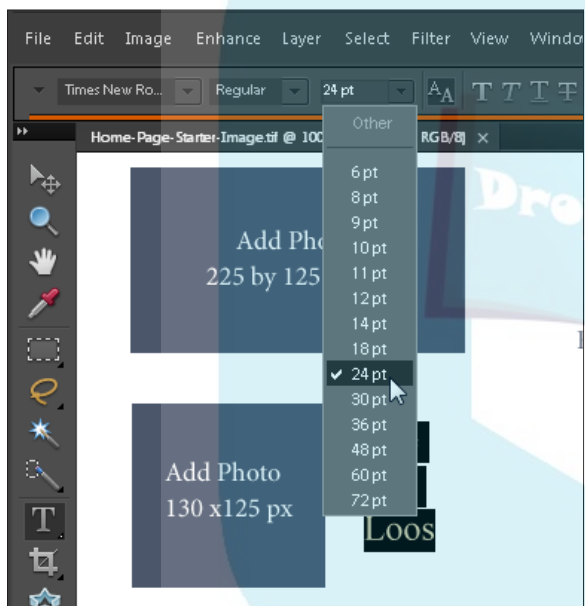 File Edit Image Enhance Layer Select Filter View Windo
Times New Ro... Regular 24 pt AA T T T T
Home-Page-Starter-Image.tif @ 100 RGB/8) ×
Other
6 pt
8 pt
9 pt
10 pt
11 pt
12 pt
14 pt
18 pt
24 pt
30 pt
36 pt
48 pt
60 pt
72 pt
Dro
Add Pho
225 by 125
Add Photo
130 x125 px
Loos
T